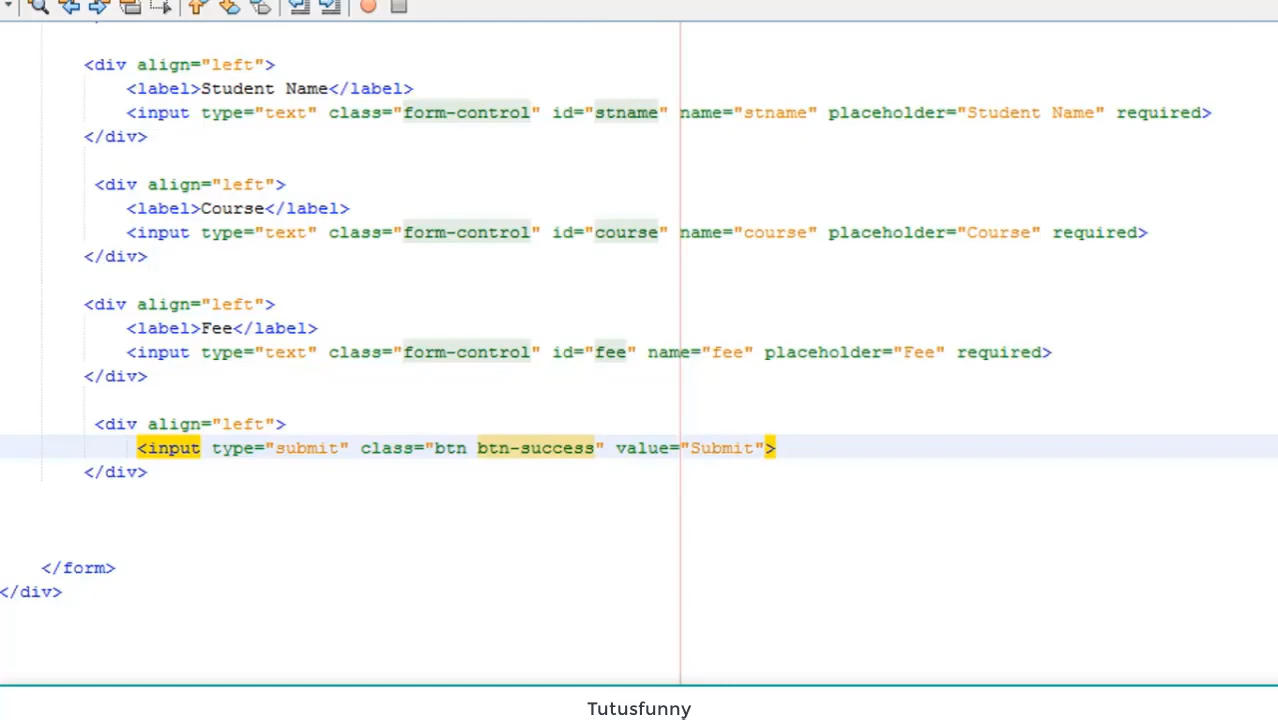 <div align="left">
<label>Student Name</label>
<input type="text" class="form-control" id="stname" name="stname" placeholder="Student Name" required>
</div>
<div align="left">
<label>Course</label>
<input type="text" class="form-control" id="course" name="course" placeholder="Course" required>
</div>
<div align="left">
<label>Fee</label>
<input type="text" class="form-control" id="fee" name="fee" placeholder="Fee" required>
</div>
<div align="left">
<input type="submit" class="btn btn-success" value="Submit">
</div>
</form>
</div>
Tutusfunny